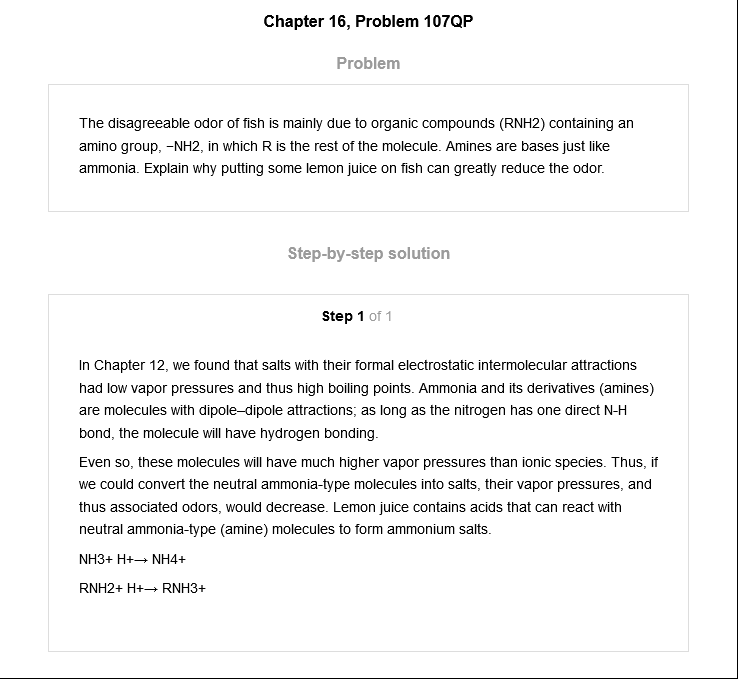 Chapter 16, Problem 107QP
Problem
The disagreeable odor of fish is mainly due to organic compounds (RNH2) containing an
amino group, −NH2, in which R is the rest of the molecule. Amines are bases just like
ammonia. Explain why putting some lemon juice on fish can greatly reduce the odor.
Step-by-step solution
Step 1 of 1
In Chapter 12, we found that salts with their formal electrostatic intermolecular attractions
had low vapor pressures and thus high boiling points. Ammonia and its derivatives (amines)
are molecules with dipole–dipole attractions; as long as the nitrogen has one direct N-H
bond, the molecule will have hydrogen bonding.
Even so, these molecules will have much higher vapor pressures than ionic species. Thus, if
we could convert the neutral ammonia-type molecules into salts, their vapor pressures, and
thus associated odors, would decrease. Lemon juice contains acids that can react with
neutral ammonia-type (amine) molecules to form ammonium salts.
NH3+ H+→ NH4+
RNH2+ H+→ RNH3+